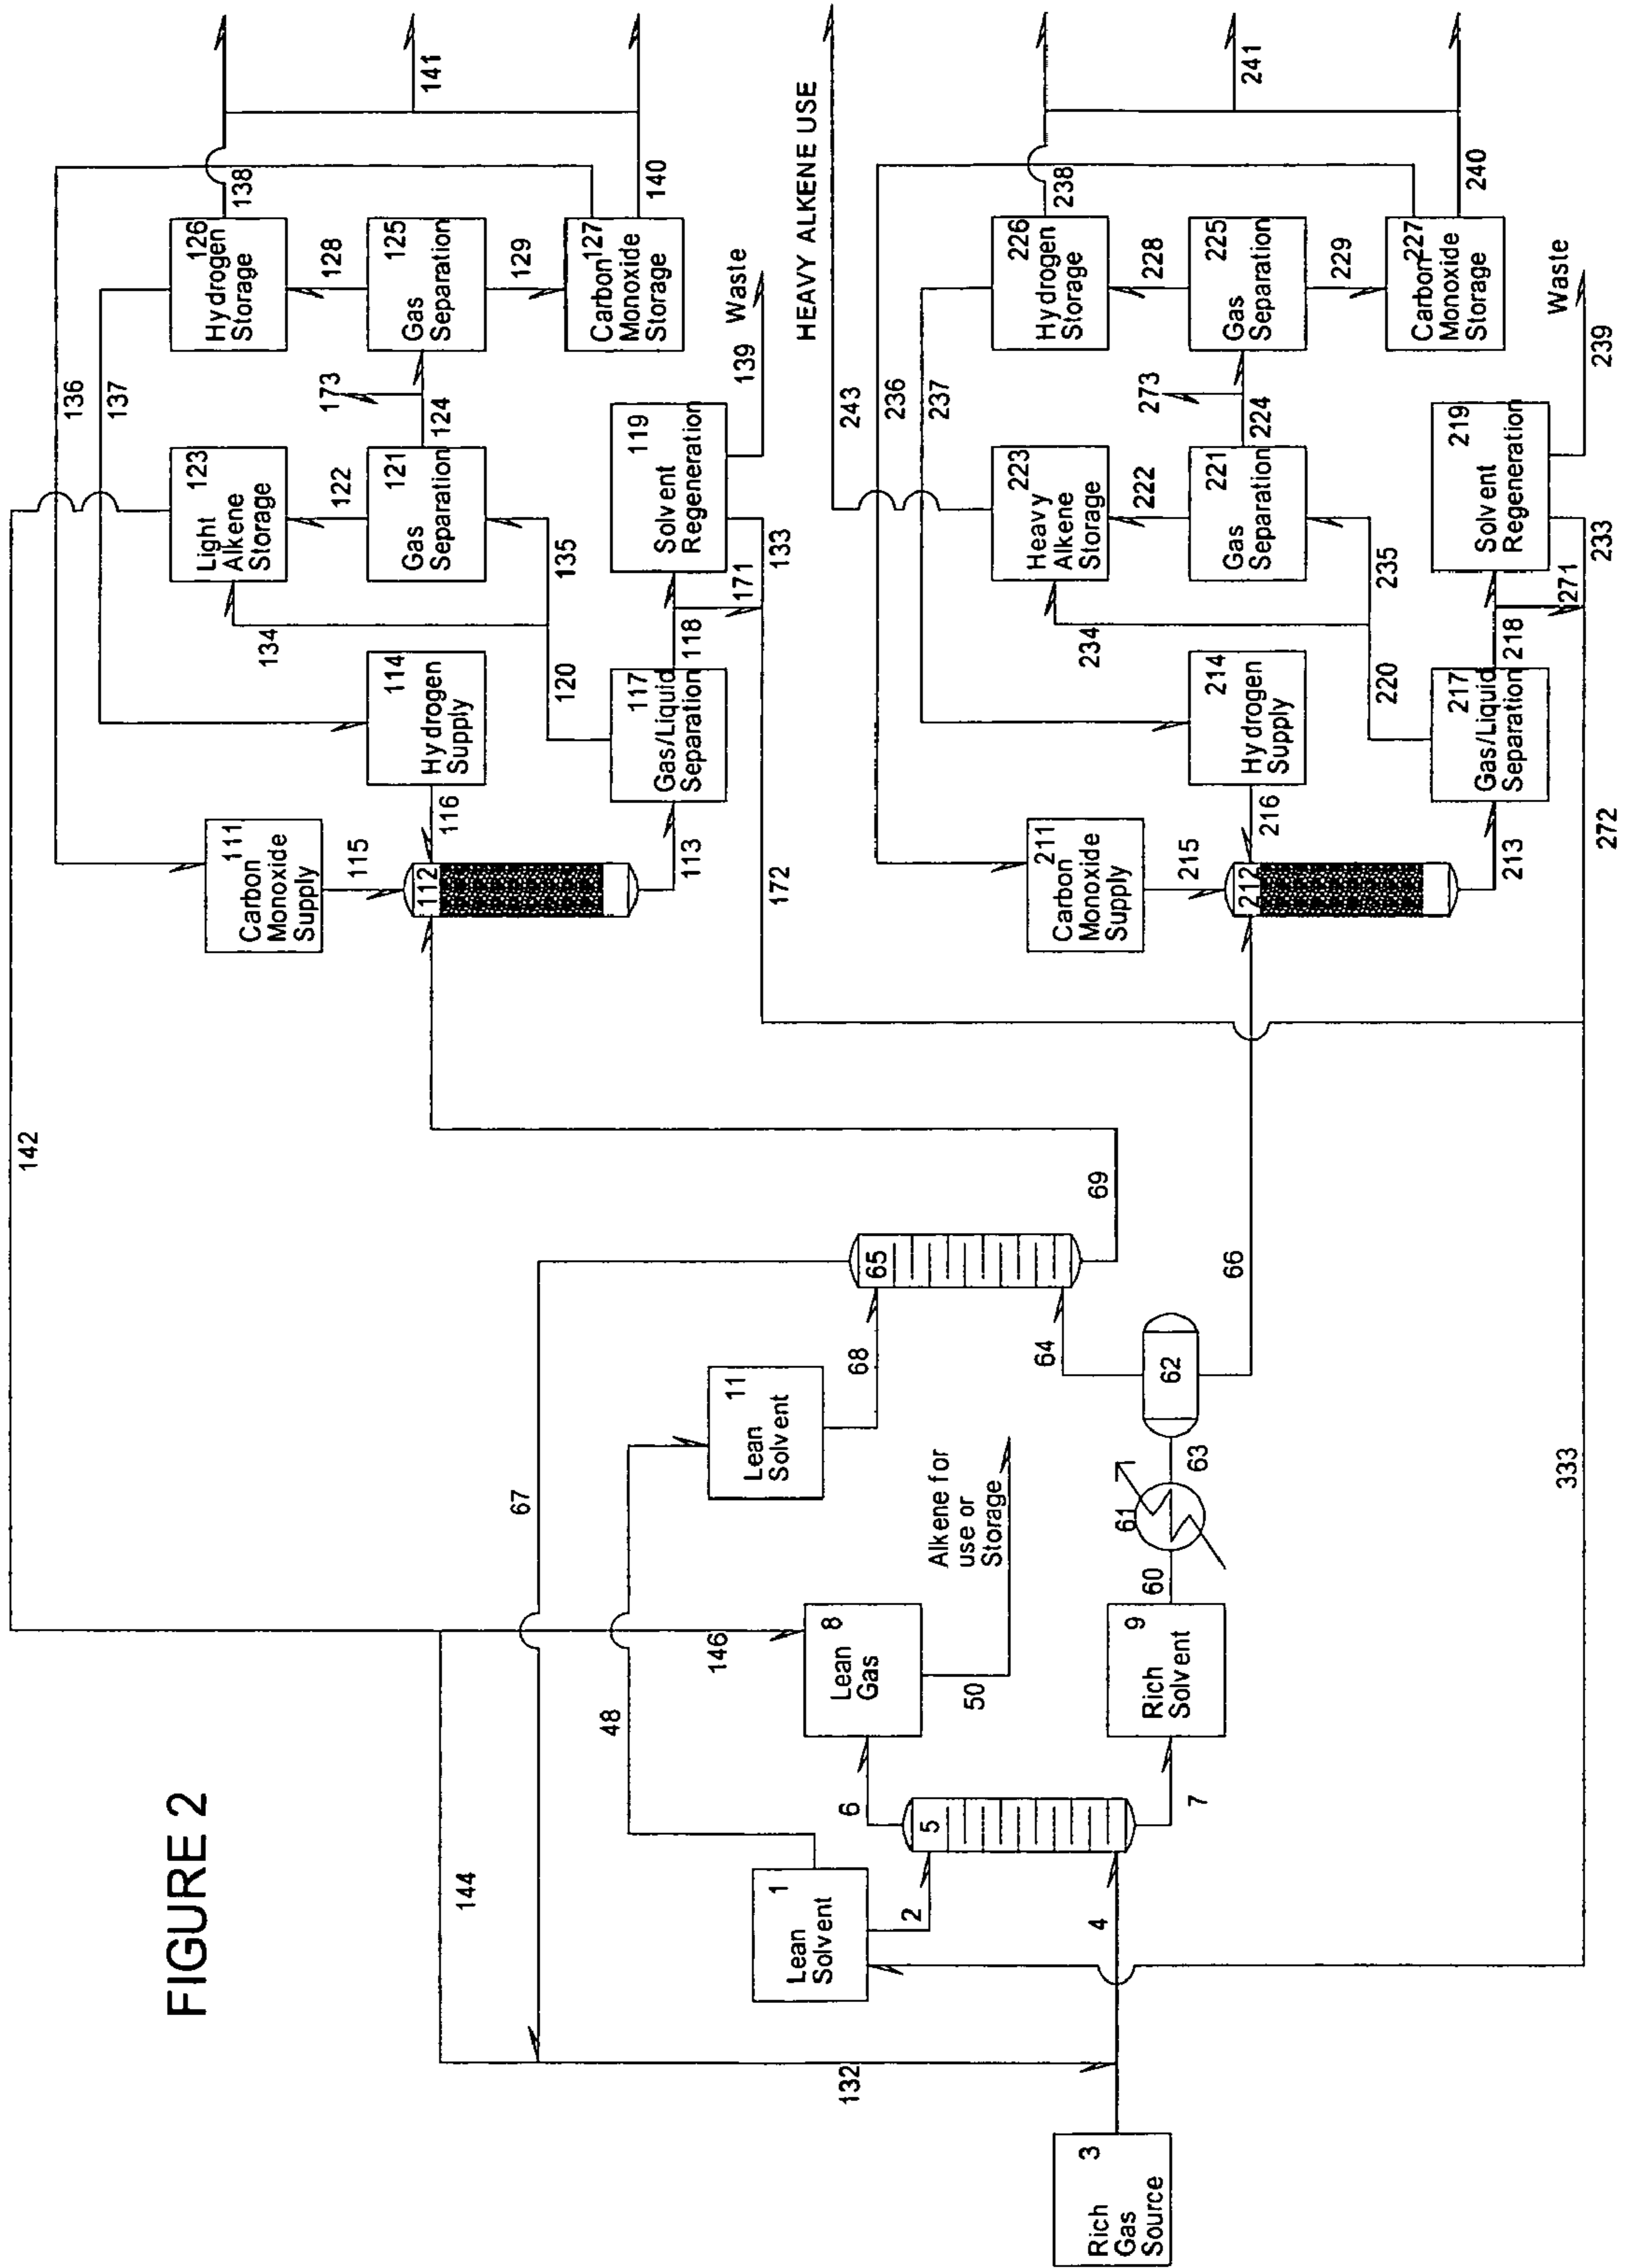 FIGURE 2
142
144
67
48
146
132
136
137
134
135
122
124
173
128
129
138
141
140
111
Carbon
Monoxide
Supply
115
114
Hydrogen
Supply
116
112
113
123
Light
Alkene
Storage
126
Hydrogen
Storage
121
Gas
Separation
125
Gas
Separation
127
Carbon
Monoxide
Storage
120
117
Gas/Liquid
Separation
118
119
Solvent
Regeneration
171
133
139
Waste
172
1
Lean
Solvent
2
3
Rich
Gas
Source
4
5
6
7
8
Lean
Gas
50
Alkene for
use or
Storage
9
Rich
Solvent
60
61
63
62
64
66
11
Lean
Solvent
68
65
69
HEAVY ALKENE USE
243
236
237
211
Carbon
Monoxide
Supply
215
214
Hydrogen
Supply
216
212
213
223
Heavy
Alkene
Storage
226
Hydrogen
Storage
238
241
240
234
235
222
224
273
228
229
221
Gas
Separation
225
Gas
Separation
227
Carbon
Monoxide
Storage
220
217
Gas/Liquid
Separation
218
219
Solvent
Regeneration
271
233
239
Waste
272
333